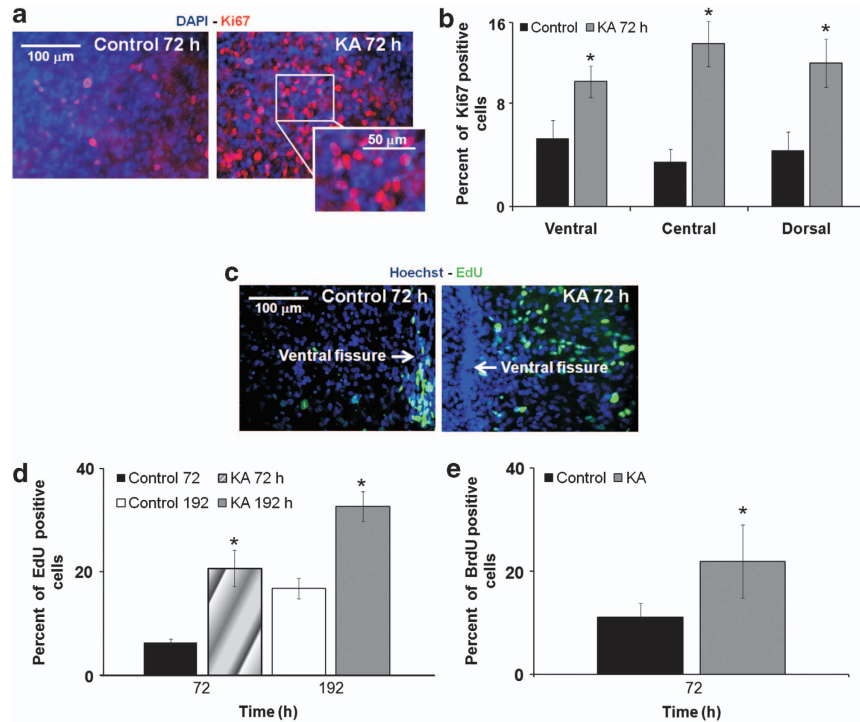 a
DAPI - Ki67
Control 72 h
100 μm
KA 72 h
50 μm
b
Control
KA 72 h
Percent of Ki67 positive
cells
16
8
0
*
*
*
Ventral
Central
Dorsal
c
Hoechst - EdU
Control 72 h
100 μm
Ventral fissure
KA 72 h
Ventral fissure
d
Control 72
KA 72 h
Control 192
KA 192 h
Percent of EdU positive
cells
40
20
0
*
*
72
192
Time (h)
e
Control
KA
Percent of BrdU positive
cells
40
20
0
*
72
Time (h)